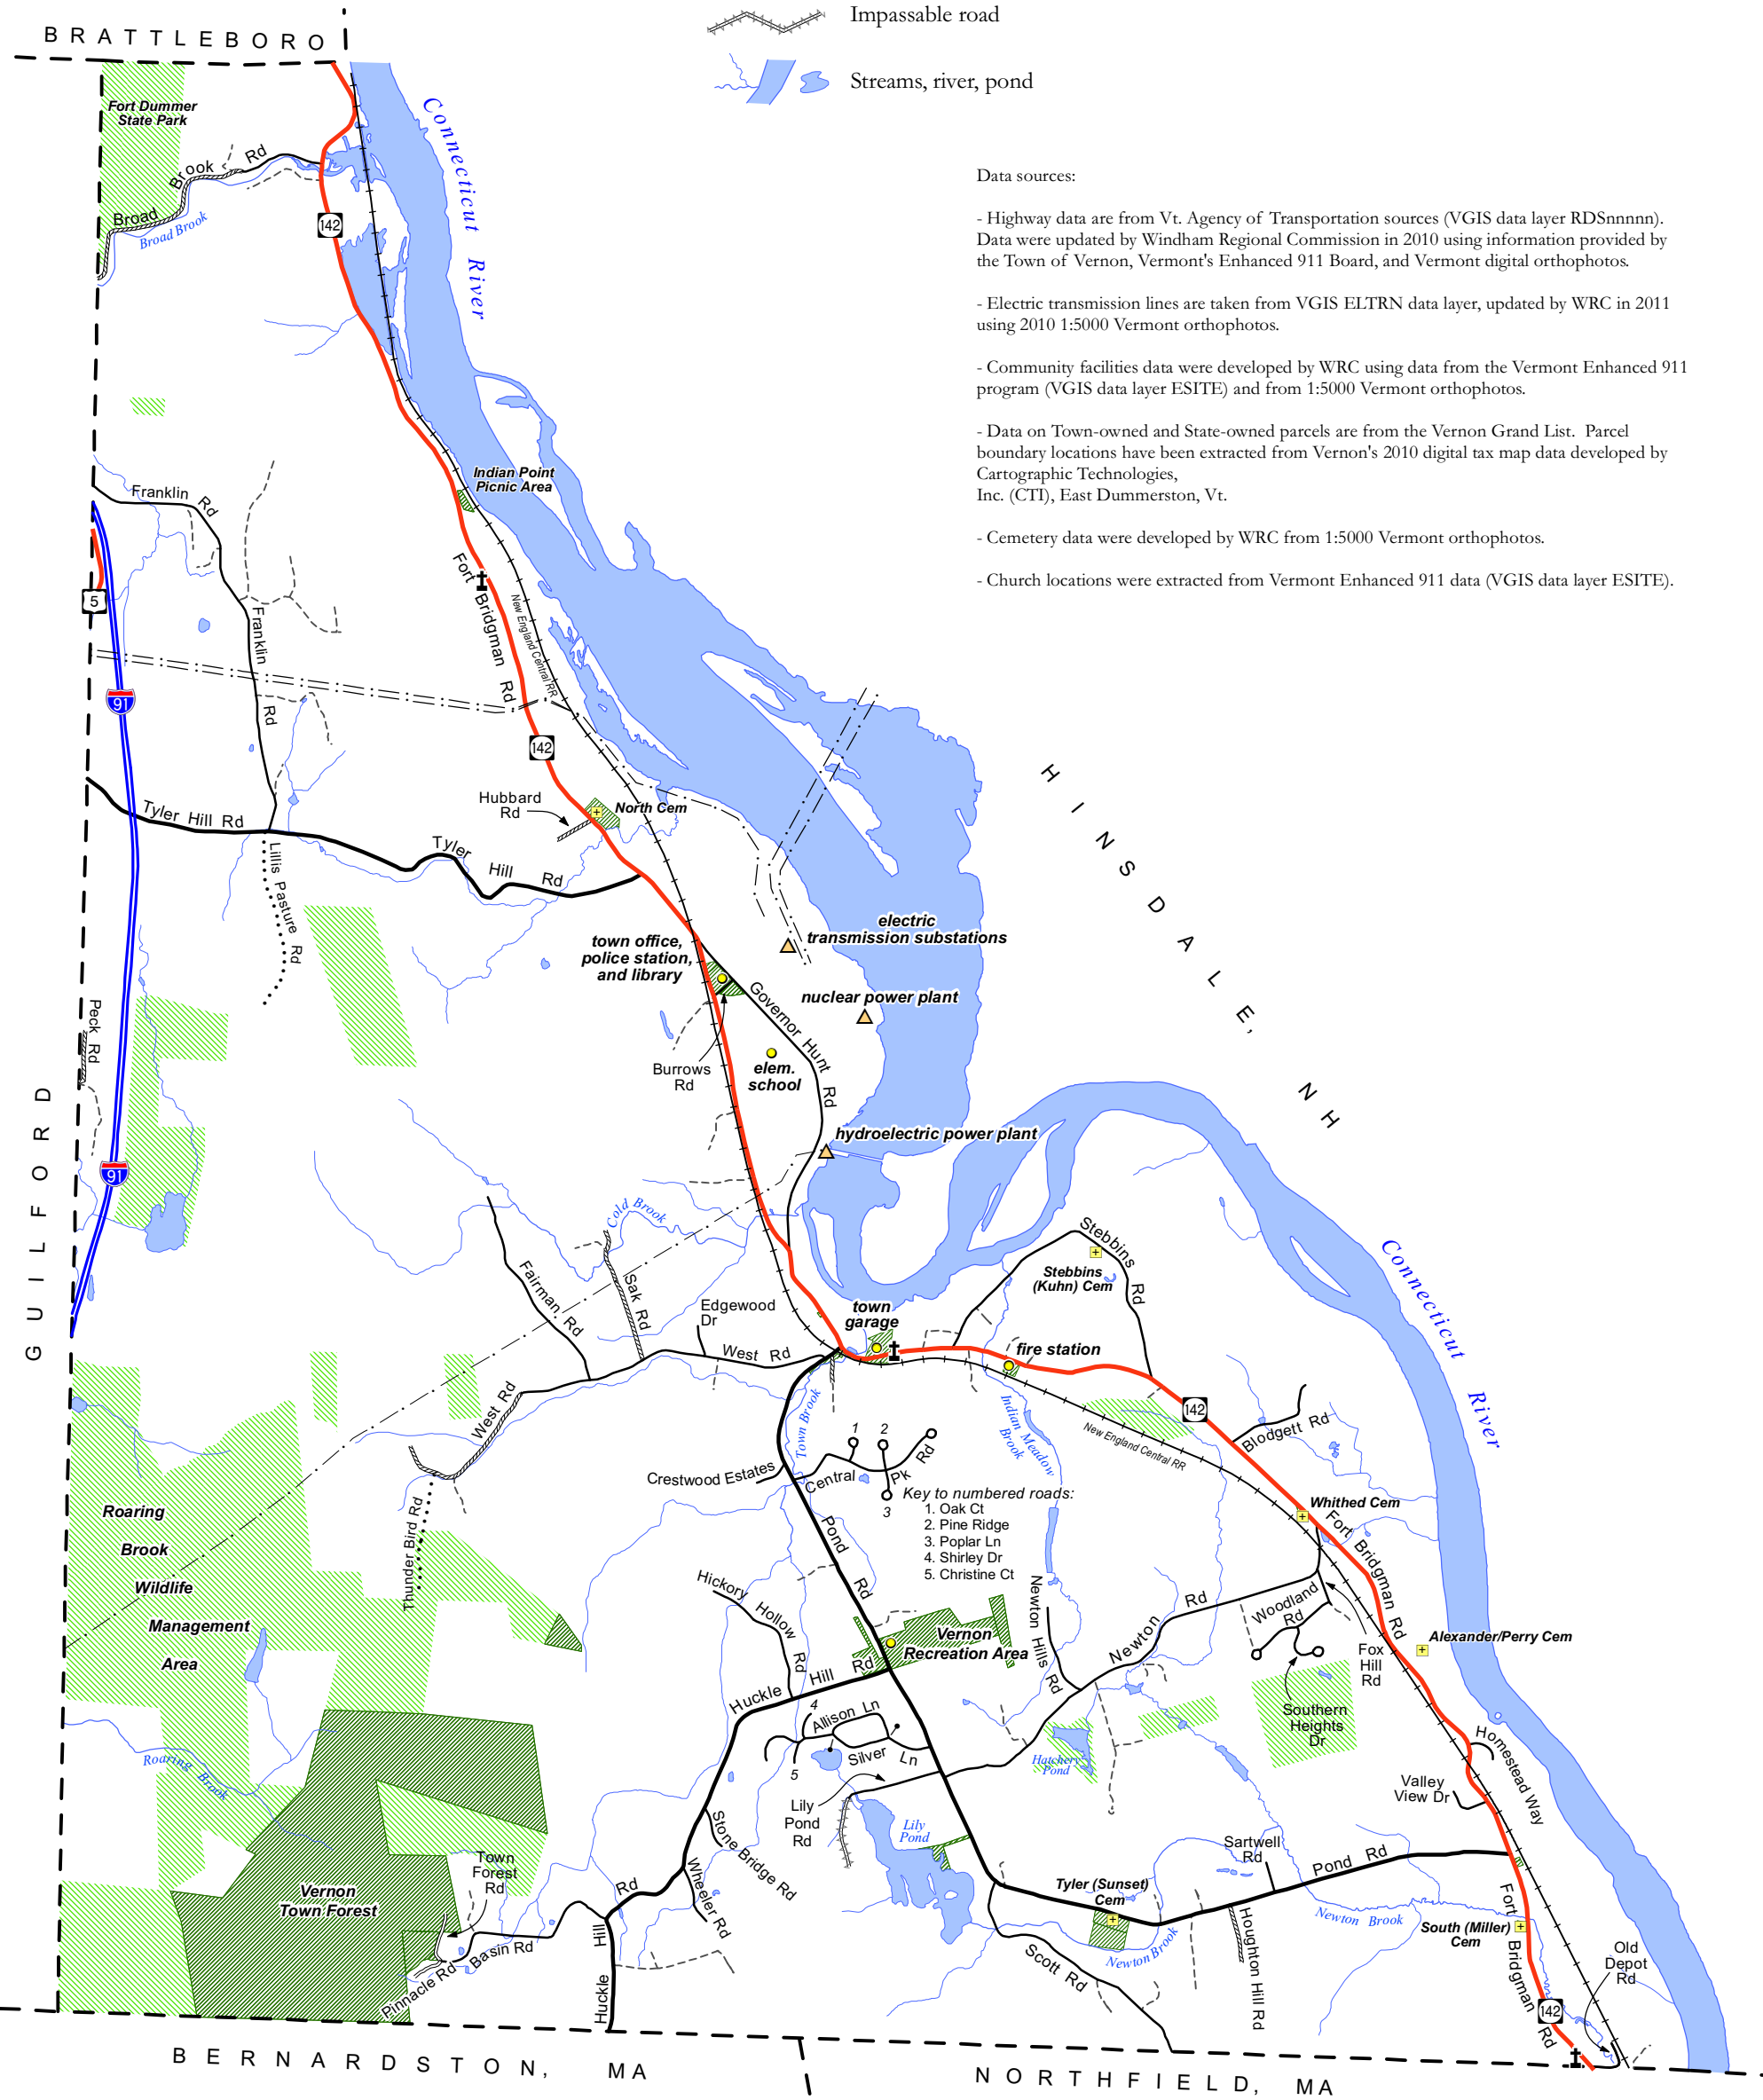 BRATTLEBORO
Impassable road
Streams, river, pond
Fort Dummer
State Park
Broad Brook Rd
Broad Brook
142
Connecticut River
Data sources:
- Highway data are from Vt. Agency of Transportation sources (VGIS data layer RDSnnnnn).
Data were updated by Windham Regional Commission in 2010 using information provided by
the Town of Vernon, Vermont's Enhanced 911 Board, and Vermont digital orthophotos.
- Electric transmission lines are taken from VGIS ELTRN data layer, updated by WRC in 2011
using 2010 1:5000 Vermont orthophotos.
- Community facilities data were developed by WRC using data from the Vermont Enhanced 911
program (VGIS data layer ESITE) and from 1:5000 Vermont orthophotos.
- Data on Town-owned and State-owned parcels are from the Vernon Grand List. Parcel
boundary locations have been extracted from Vernon's 2010 digital tax map data developed by
Cartographic Technologies,
Inc. (CTI), East Dummerston, Vt.
- Cemetery data were developed by WRC from 1:5000 Vermont orthophotos.
- Church locations were extracted from Vermont Enhanced 911 data (VGIS data layer ESITE).
Indian Point
Picnic Area
Franklin Rd
5
Fort Bridgman Rd
New England Central RR
Franklin Rd
91
142
HINSDALE, NH
Hubbard
Rd
North Cem
Tyler Hill Rd
Tyler Hill Rd
Lillis Pasture Rd
electric
transmission substations
town office,
police station,
and library
nuclear power plant
Governor Hunt Rd
Peck Rd
Burrows
Rd
elem.
school
GUILFORD
hydroelectric power plant
91
Cold Brook
Stebbins Rd
Stebbins
(Kuhn) Cem
Connecticut River
Fairman Rd
Sak Rd
Edgewood
Dr
town
garage
West Rd
fire station
West Rd
Town Brook
Indian Meadow
Brook
142
New England Central RR
Blodgett Rd
1
2
Crestwood Estates
Central Pk Rd
3
Key to numbered roads:
1. Oak Ct
2. Pine Ridge
3. Poplar Ln
4. Shirley Dr
5. Christine Ct
Whithed Cem
Fort Bridgman Rd
Roaring
Brook
Wildlife
Management
Area
Thunder Bird Rd
Pond Rd
Hickory Hollow Rd
Newton Hills Rd
Newton Rd
Woodland
Rd
Vernon
Recreation Area
Alexander/Perry Cem
Fox
Hill
Rd
Huckle Hill Rd
4
Allison Ln
Silver Ln
5
Southern
Heights
Dr
Homestead Way
Hatchery
Pond
Roaring Brook
Valley
View Dr
Lily
Pond
Rd
Lily
Pond
Stone Bridge Rd
Sartwell
Rd
Pond Rd
Town
Forest
Rd
Wheeler Rd
Vernon
Town Forest
Tyler (Sunset)
Cem
Newton Brook
South (Miller)
Cem
Basin Rd
Pinnacle Rd
Huckle Hill Rd
Scott Rd
Newton Brook
Houghton Hill Rd
Fort Bridgman Rd
Old
Depot
Rd
142
BERNARDSTON, MA
NORTHFIELD, MA